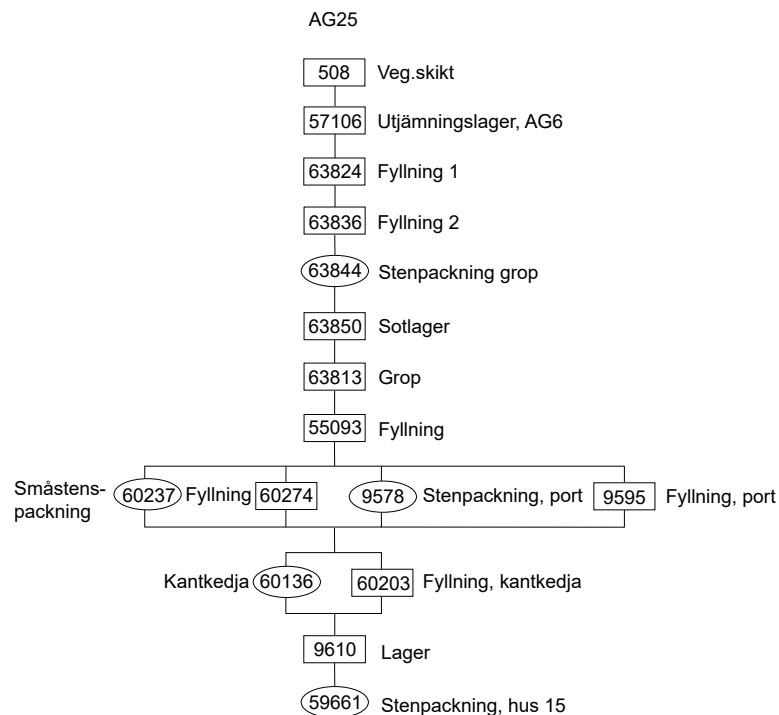 AG25
508 Veg.skikt
57106 Utjämningslager, AG6
63824 Fyllning 1
63836 Fyllning 2
63844 Stenpackning grop
63850 Sotlager
63813 Grop
55093 Fyllning
Småstens-
packning
60237
Fyllning 60274
9578 Stenpackning, port
9595 Fyllning, port
Kantkedja 60136
60203 Fyllning, kantkedja
9610 Lager
59661 Stenpackning, hus 15